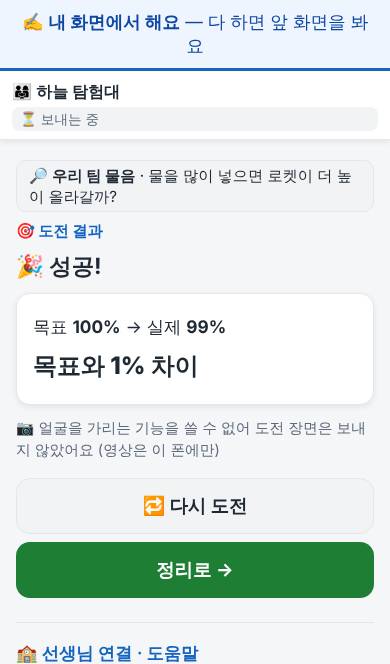 ✍️ 내 화면에서 해요 — 다 하면 앞 화면을 봐
요
👨‍👩‍👧 하늘 탐험대
⏳ 보내는 중
🔎 우리 팀 물음 · 물을 많이 넣으면 로켓이 더 높
이 올라갈까?
🎯 도전 결과
🎉 성공!
목표 100% → 실제 99%
목표와 1% 차이
📷 얼굴을 가리는 기능을 쓸 수 없어 도전 장면은 보내
지 않았어요 (영상은 이 폰에만)
🔁 다시 도전
정리로 →
🏫 선생님 연결 · 도움말